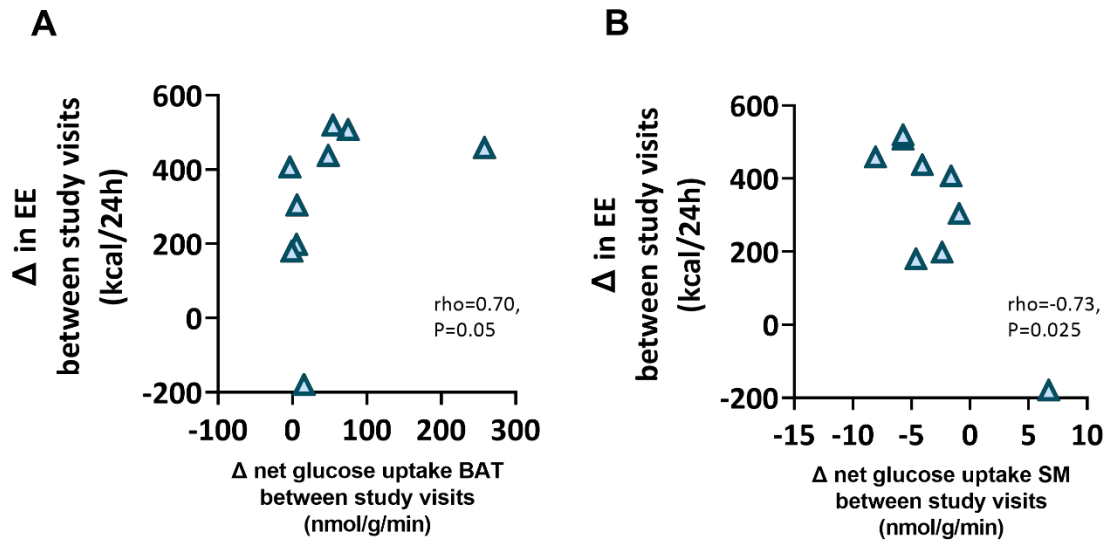 A
Δ in EE
between study visits
(kcal/24h)
600
400
200
0
-200
-100
0
100
200
300
rho=0.70,
P=0.05
Δ net glucose uptake BAT
between study visits
(nmol/g/min)
B
Δ in EE
between study visits
(kcal/24h)
600
400
200
0
-200
-15
-10
-5
0
5
10
rho=-0.73,
P=0.025
Δ net glucose uptake SM
between study visits
(nmol/g/min)